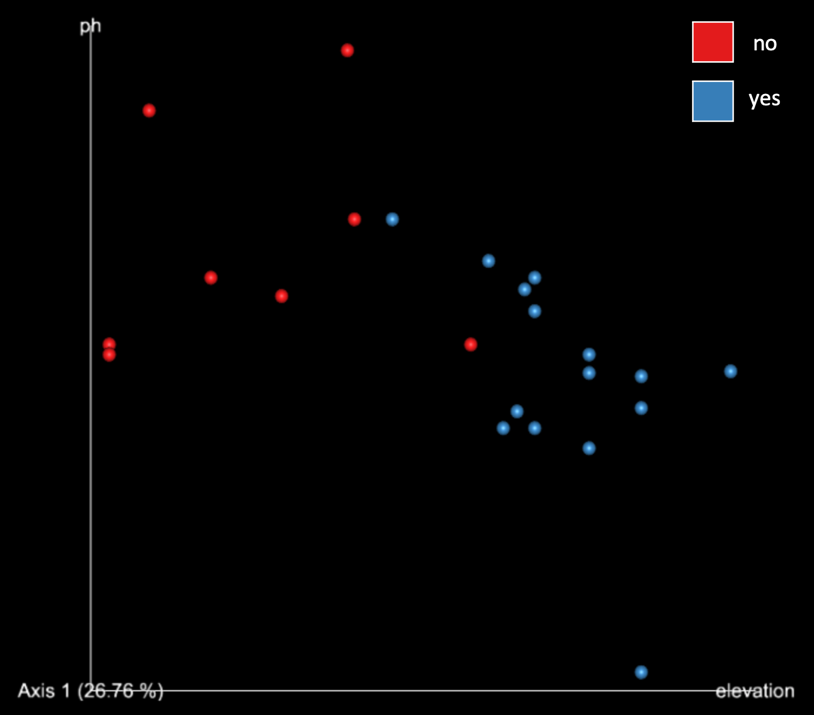 ph
no
yes
Axis 1 (26.76 %)
elevation